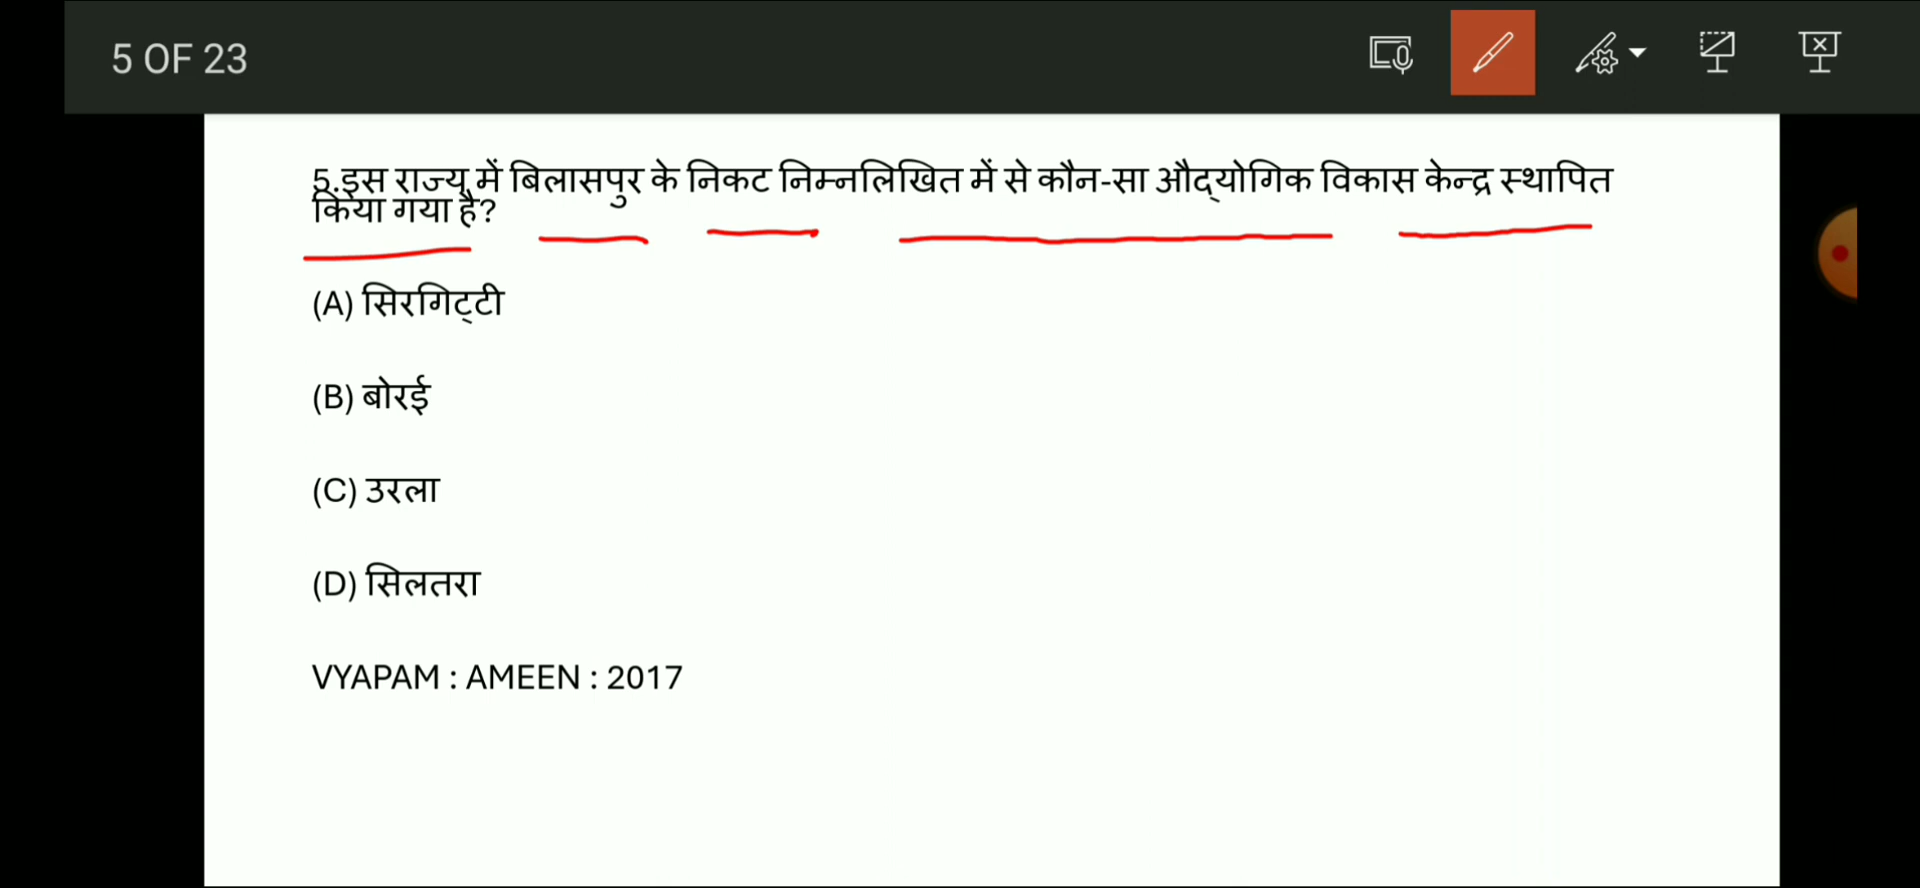 5 OF 23
5.इस राज्य में बिलासपुर के निकट निम्नलिखित में से कौन-सा औद्योगिक विकास केन्द्र स्थापित
किया गया है?
(A) सिरगिट्टी
(B) बोरई
(C) उरला
(D) सिलतरा
VYAPAM : AMEEN : 2017